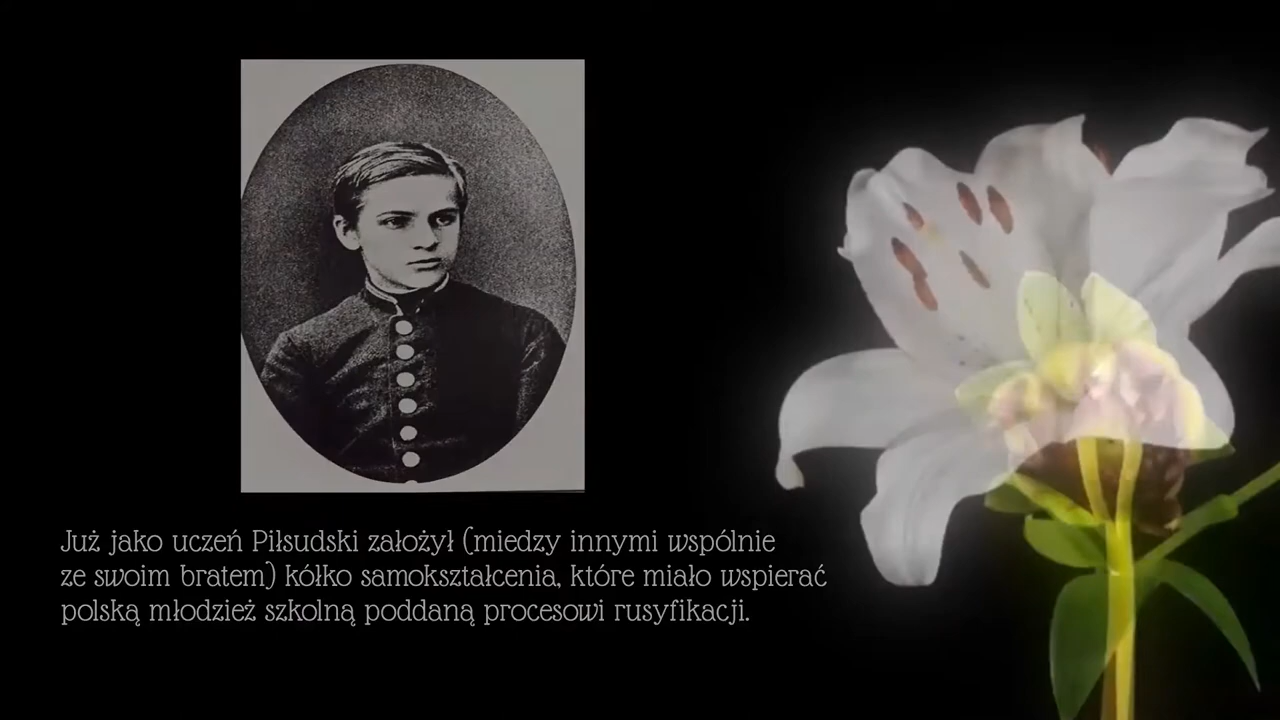 Już jako uczeń Piłsudski założył (miedzy innymi wspólnie
ze swoim bratem) kółko samokształcenia, które miało wspierać
polską młodzież szkolną poddaną procesowi rusyfikacji.